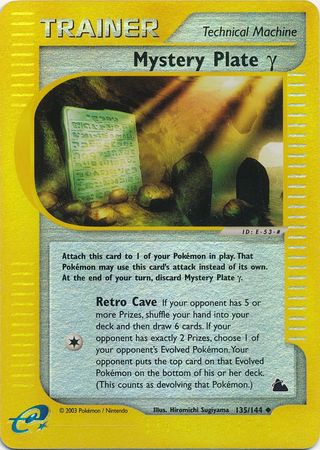 TRAINER
Technical Machine
Mystery Plate γ
ID: E-53-#
Attach this card to 1 of your Pokémon in play. That
Pokémon may use this card's attack instead of its own.
At the end of your turn, discard Mystery Plate γ.
Retro Cave If your opponent has 5 or
more Prizes, shuffle your hand into your
deck and then draw 6 cards. If your
opponent has exactly 2 Prizes, choose 1 of
your opponent's Evolved Pokémon. Your opponent
puts the top card on that Evolved
Pokémon on the bottom of his or her deck.
(This counts as devolving that Pokémon.)
© 2003 Pokémon / Nintendo
Illus. Hiromichi Sugiyama
135/144